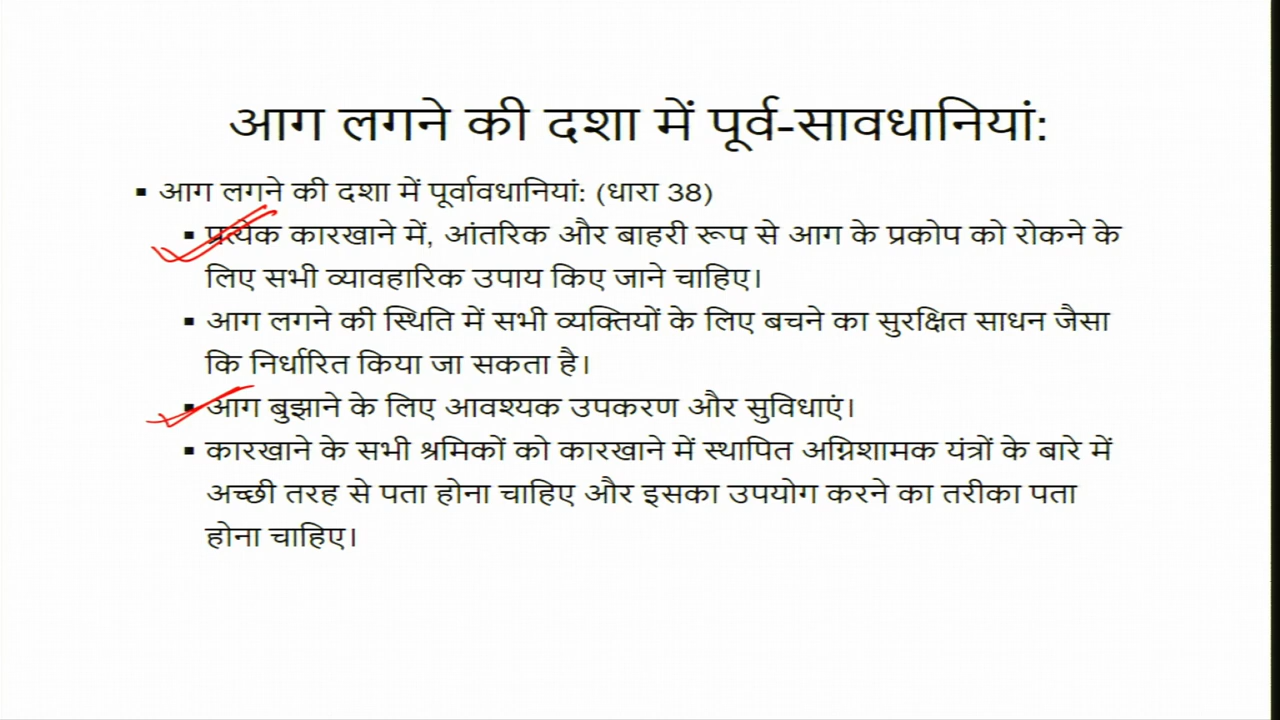 आग लगने की दशा में पूर्व-सावधानियां:
▪ आग लगने की दशा में पूर्वावधानियां: (धारा 38)
▪ प्रत्येक कारखाने में, आंतरिक और बाहरी रूप से आग के प्रकोप को रोकने के
लिए सभी व्यावहारिक उपाय किए जाने चाहिए।
▪ आग लगने की स्थिति में सभी व्यक्तियों के लिए बचने का सुरक्षित साधन जैसा
कि निर्धारित किया जा सकता है।
▪ आग बुझाने के लिए आवश्यक उपकरण और सुविधाएं।
▪ कारखाने के सभी श्रमिकों को कारखाने में स्थापित अग्निशामक यंत्रों के बारे में
अच्छी तरह से पता होना चाहिए और इसका उपयोग करने का तरीका पता
होना चाहिए।